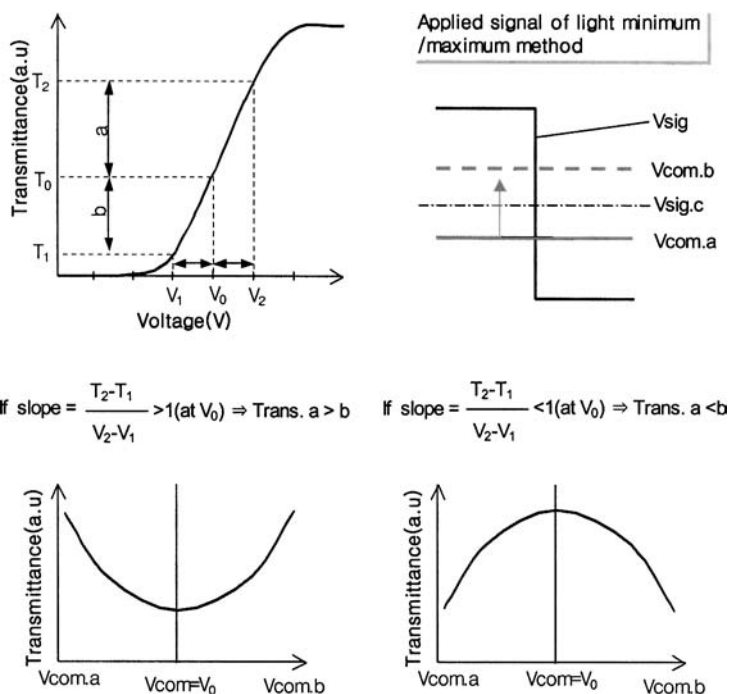 Transmittance(a.u)
T2
a
T0
b
T1
V1 V0 V2
Voltage(V)
Applied signal of light minimum
/maximum method
Vsig
Vcom.b
Vsig.c
Vcom.a
If slope = T2-T1 / V2-V1 >1(at V0) ⇒ Trans. a > b
If slope = T2-T1 / V2-V1 <1(at V0) ⇒ Trans. a <b
Transmittance(a.u)
Vcom.a Vcom=V0 Vcom.b
Transmittance(a.u)
Vcom.a Vcom=V0 Vcom.b